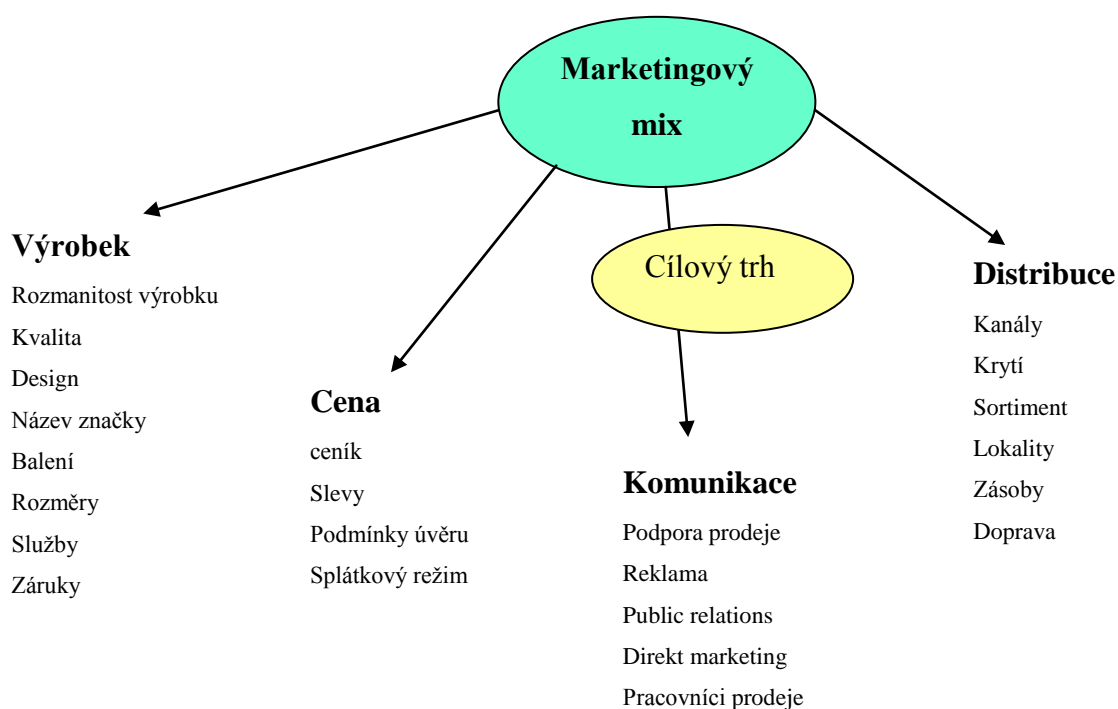 Marketingový
mix
Cílový trh
Výrobek
Rozmanitost výrobku
Kvalita
Design
Název značky
Balení
Rozměry
Služby
Záruky
Cena
ceník
Slevy
Podmínky úvěru
Splátkový režim
Komunikace
Podpora prodeje
Reklama
Public relations
Direkt marketing
Pracovníci prodeje
Distribuce
Kanály
Krytí
Sortiment
Lokality
Zásoby
Doprava